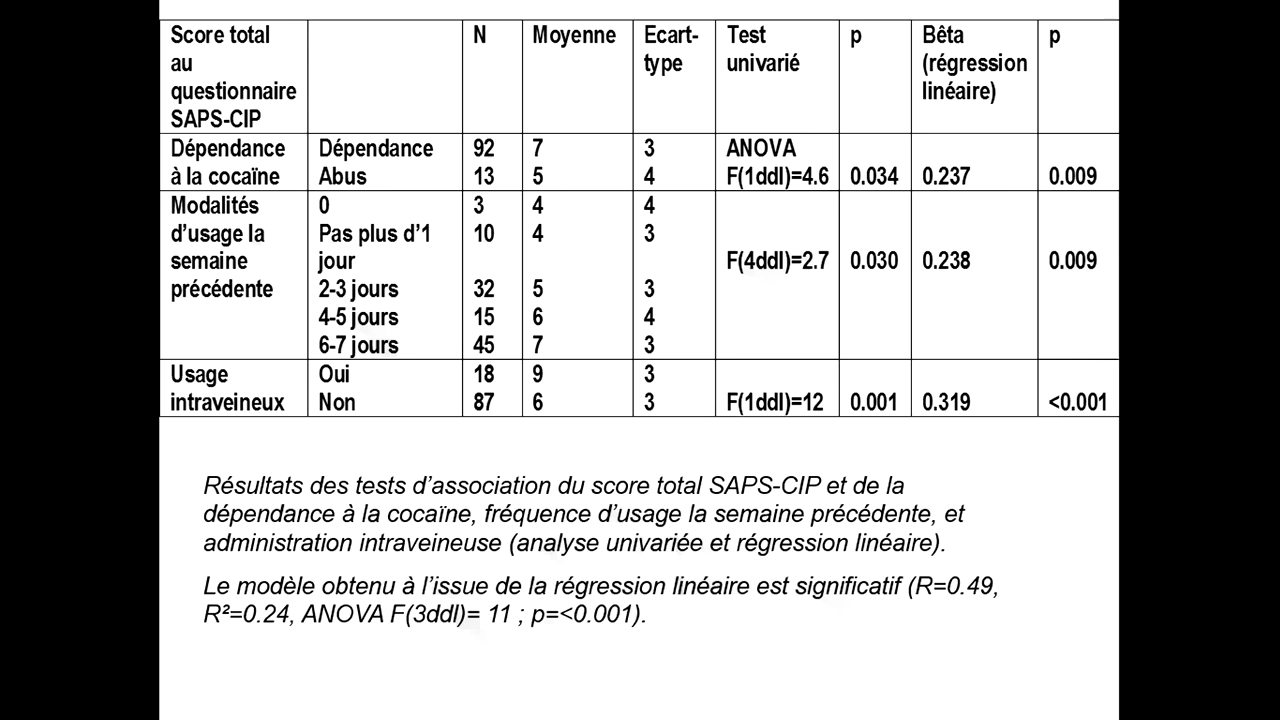 Score total au questionnaire SAPS-CIP N Moyenne Ecart-type Test univarié p Bêta (régression linéaire) p
Dépendance à la cocaïne Dépendance 92 7 3 ANOVA
Abus 13 5 4 F(1ddl)=4.6 0.034 0.237 0.009
Modalités d’usage la semaine précédente 0 3 4 4
Pas plus d’1 jour 10 4 3 F(4ddl)=2.7 0.030 0.238 0.009
2-3 jours 32 5 3
4-5 jours 15 6 4
6-7 jours 45 7 3
Usage intraveineux Oui 18 9 3
Non 87 6 3 F(1ddl)=12 0.001 0.319 <0.001
Résultats des tests d’association du score total SAPS-CIP et de la
dépendance à la cocaïne, fréquence d’usage la semaine précédente, et
administration intraveineuse (analyse univariée et régression linéaire).
Le modèle obtenu à l’issue de la régression linéaire est significatif (R=0.49,
R²=0.24, ANOVA F(3ddl)= 11 ; p=<0.001).